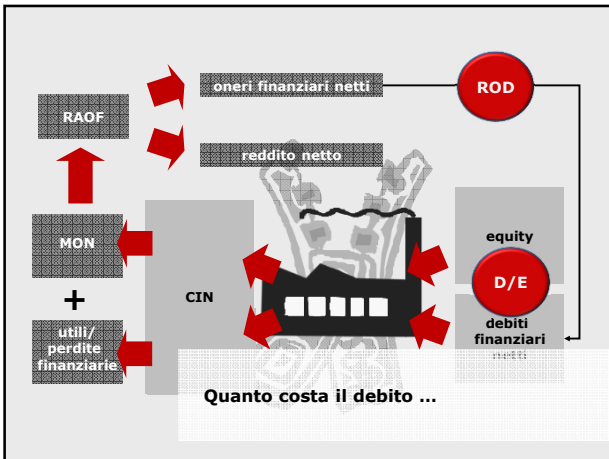 oneri finanziari netti
ROD
RAOF
reddito netto
equity
MON
CIN
D/E
+
debiti
finanziari
netti
utili/
perdite
finanziarie
Quanto costa il debito ...